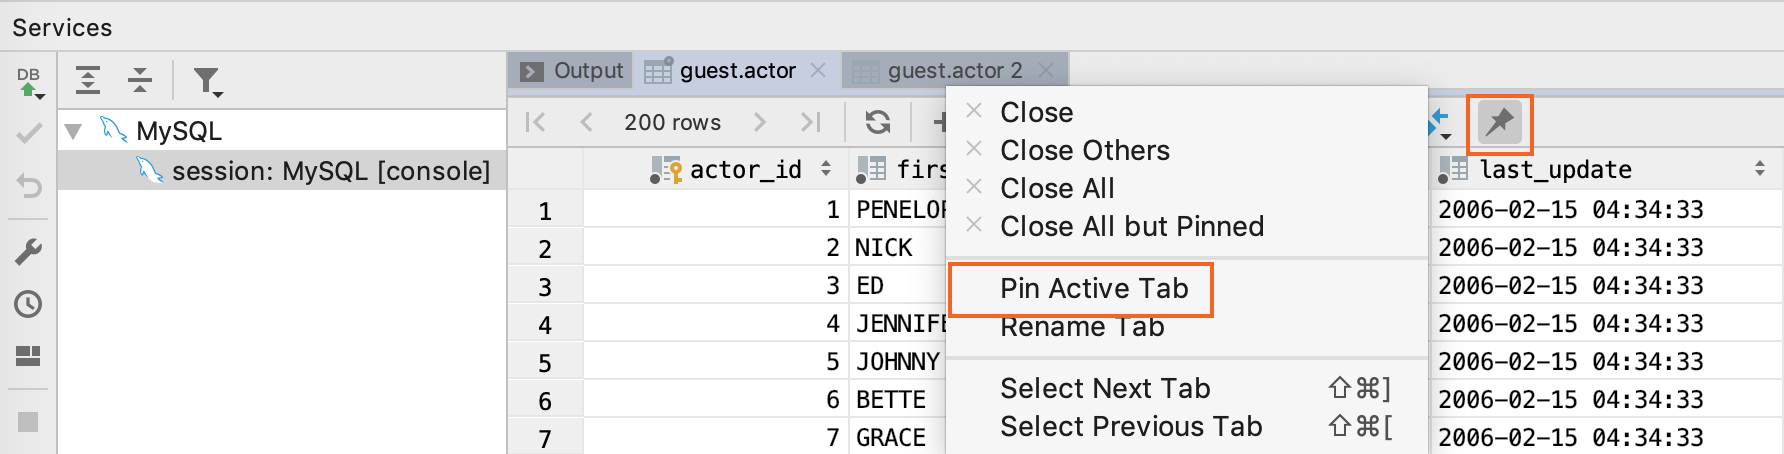 Services
DB
Output guest.actor guest.actor 2
MySQL
session: MySQL [console]
200 rows
Close
Close Others
Close All
Close All but Pinned
Pin Active Tab
Rename Tab
Select Next Tab ⇧⌘]
Select Previous Tab ⇧⌘[
actor_id firs last_update
1 1 PENELOP 2006-02-15 04:34:33
2 2 NICK 2006-02-15 04:34:33
3 3 ED 2006-02-15 04:34:33
4 4 JENNIFE 2006-02-15 04:34:33
5 5 JOHNNY 2006-02-15 04:34:33
6 6 BETTE 2006-02-15 04:34:33
7 7 GRACE 2006-02-15 04:34:33